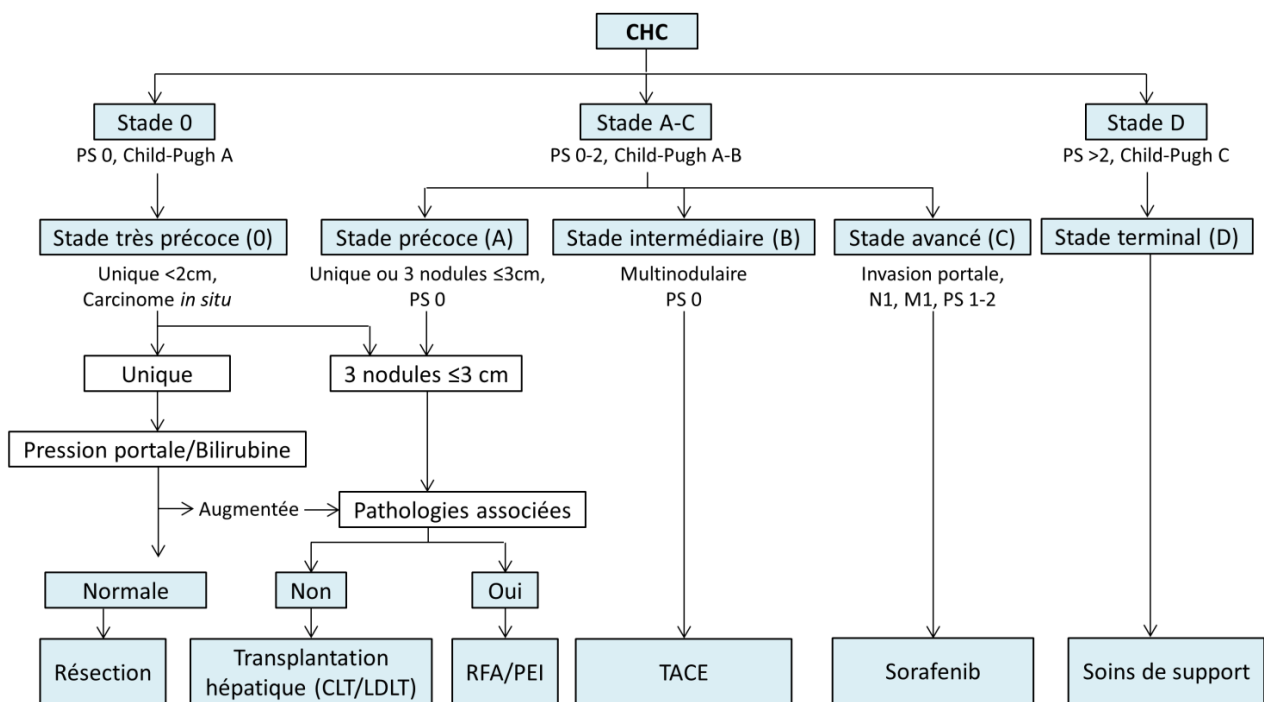 CHC
Stade 0
Stade A-C
Stade D
PS 0, Child-Pugh A
PS 0-2, Child-Pugh A-B
PS >2, Child-Pugh C
Stade très précoce (0)
Stade précoce (A)
Stade intermédiaire (B)
Stade avancé (C)
Stade terminal (D)
Unique <2cm,
Carcinome in situ
Unique ou 3 nodules ≤3cm,
PS 0
Multinodulaire
PS 0
Invasion portale,
N1, M1, PS 1-2
Unique
3 nodules ≤3 cm
Pression portale/Bilirubine
Augmentée
Pathologies associées
Normale
Non
Oui
Résection
Transplantation
hépatique (CLT/LDLT)
RFA/PEI
TACE
Sorafenib
Soins de support